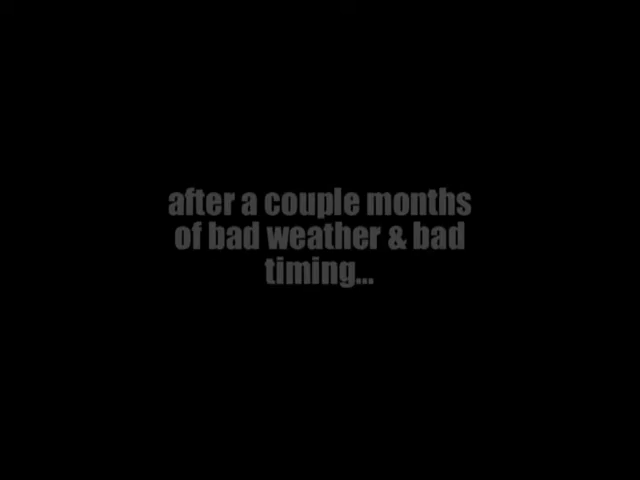 after a couple months
of bad weather & bad
timing...